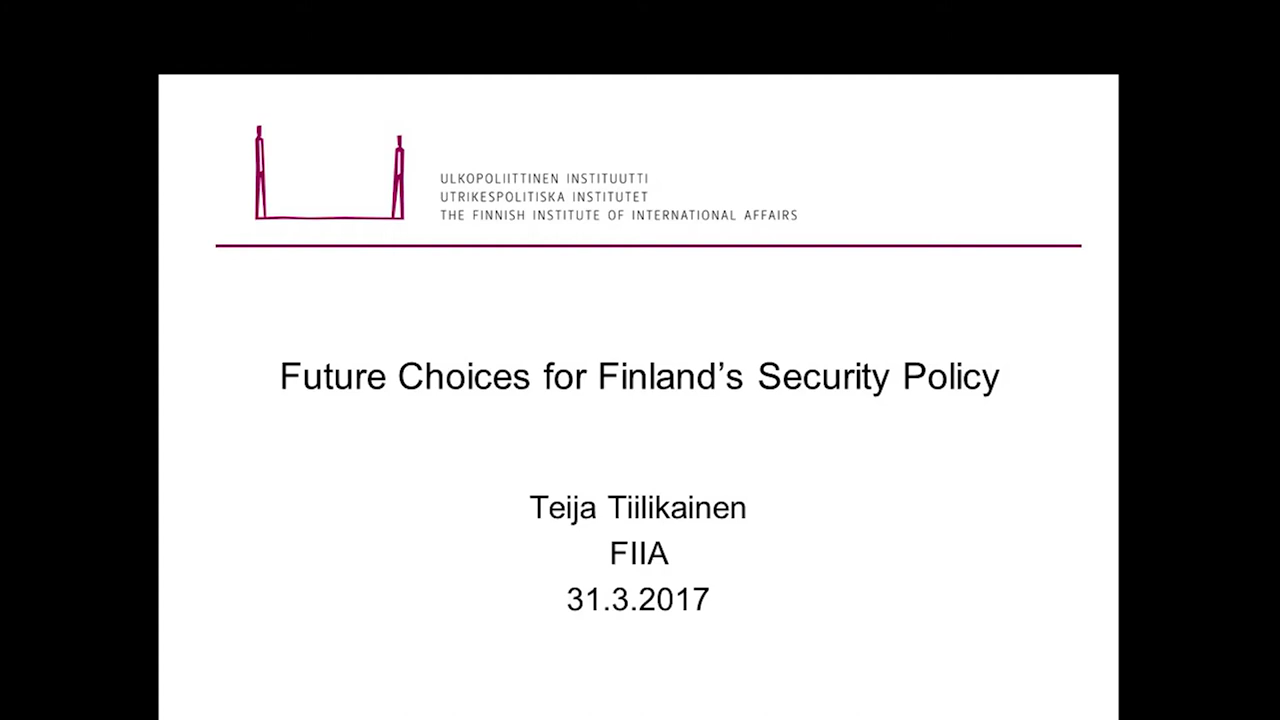 ULKOPOLIITTINEN INSTITUUTTI
UTRIKESPOLITISKA INSTITUTET
THE FINNISH INSTITUTE OF INTERNATIONAL AFFAIRS
Future Choices for Finland’s Security Policy
Teija Tiilikainen
FIIA
31.3.2017